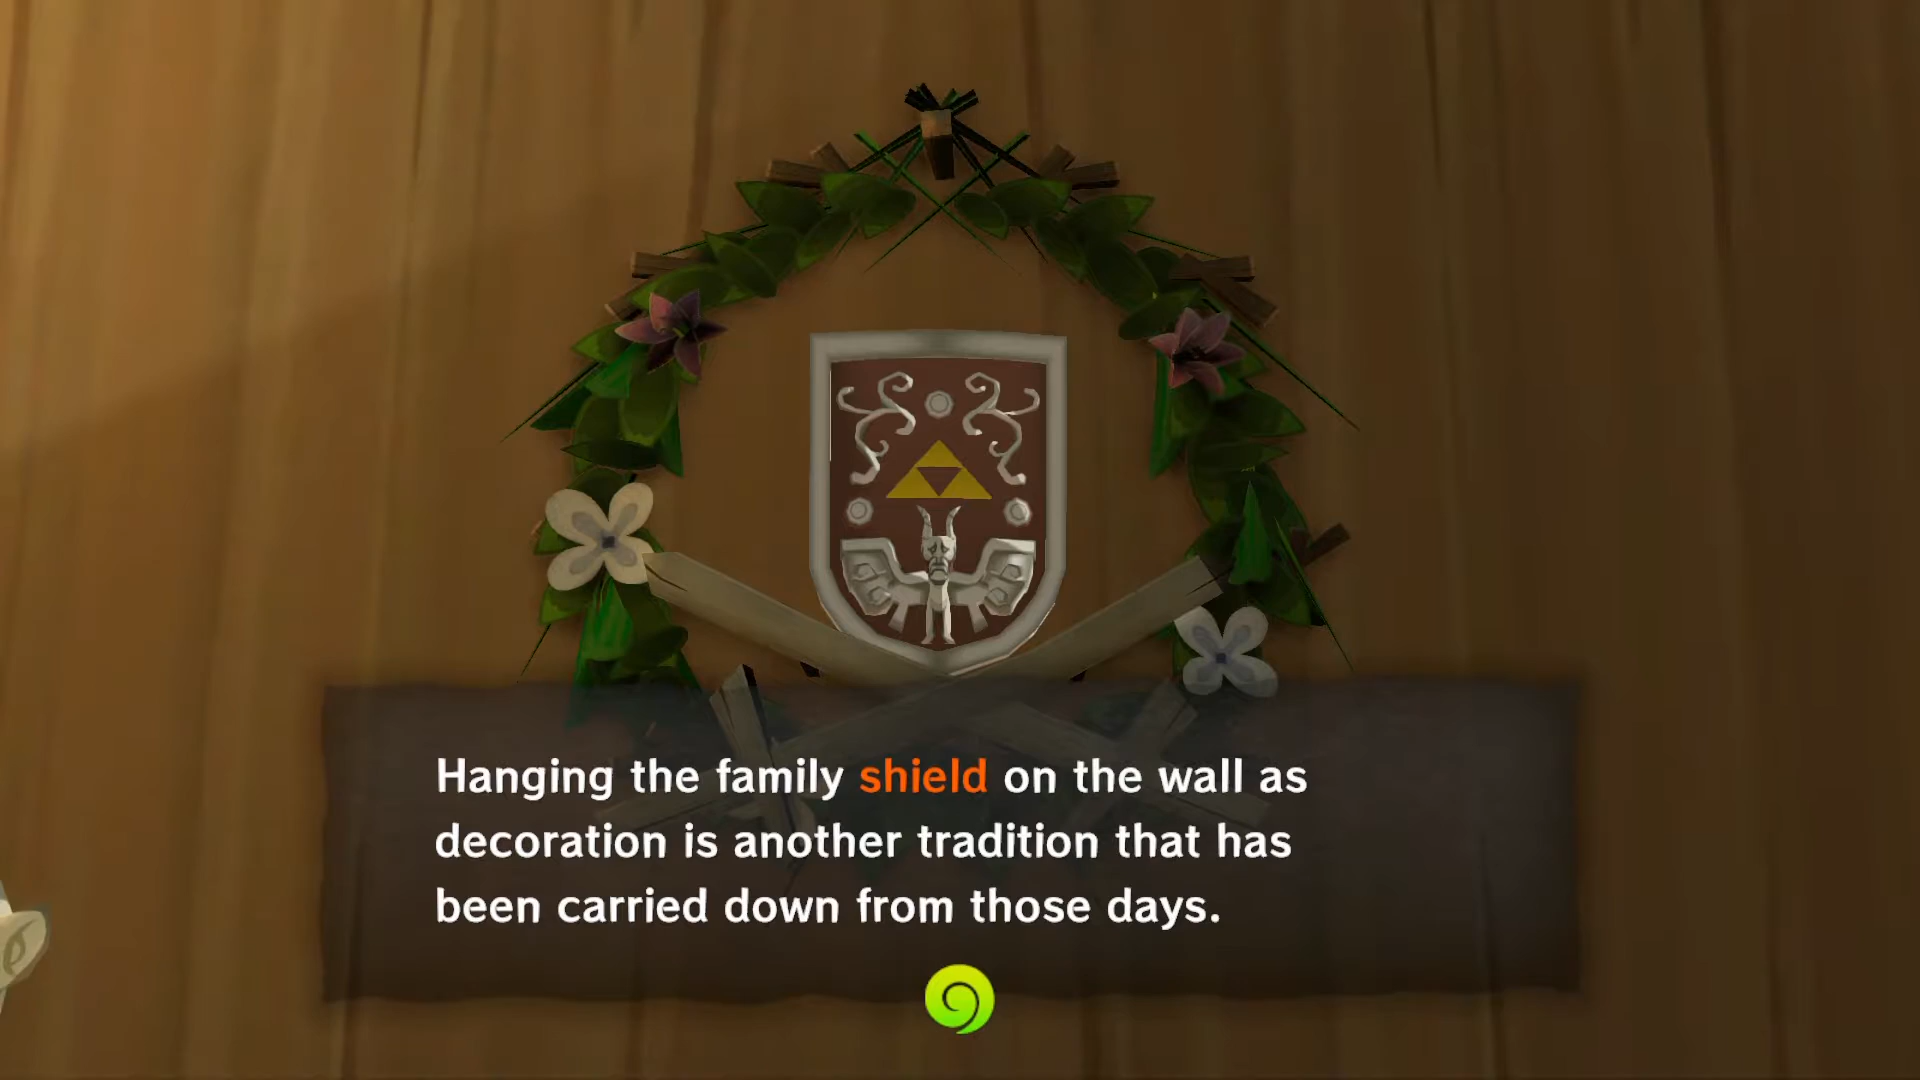 Hanging the family shield on the wall as
decoration is another tradition that has
been carried down from those days.